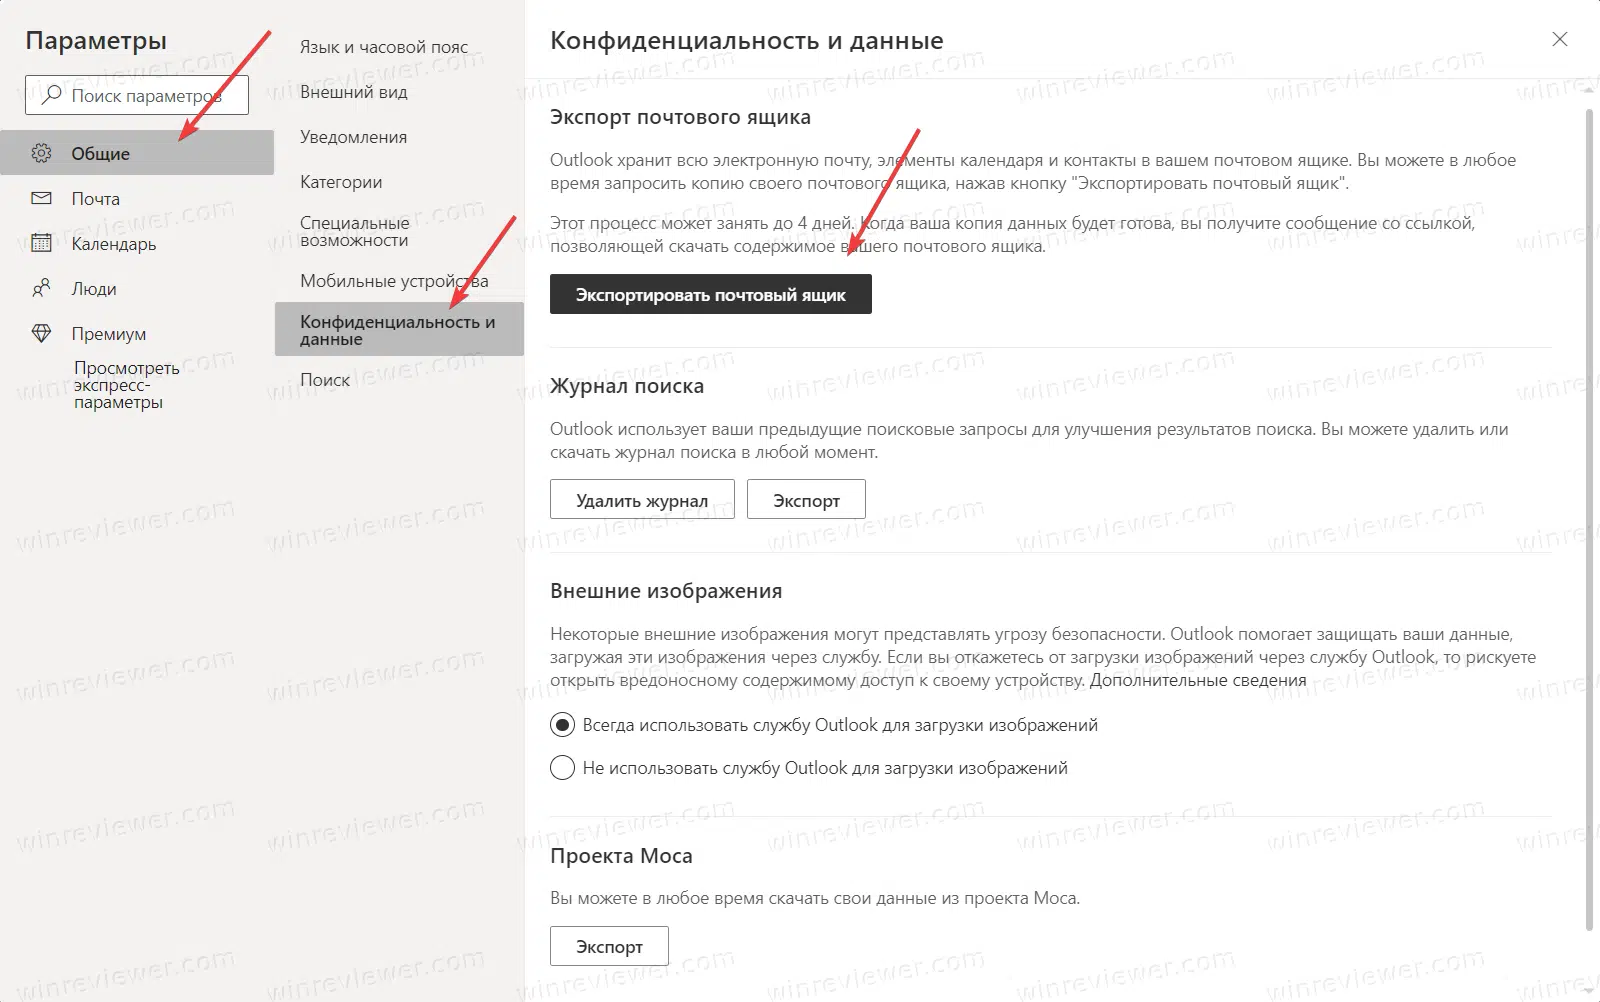 Параметры
Поиск параметров
Общие
Почта
Календарь
Люди
Премиум
Просмотреть
экспресс-
параметры
Язык и часовой пояс
Внешний вид
Уведомления
Категории
Специальные
возможности
Мобильные устройства
Конфиденциальность и
данные
Поиск
Конфиденциальность и данные
Экспорт почтового ящика
Outlook хранит всю электронную почту, элементы календаря и контакты в вашем почтовом ящике. Вы можете в любое
время запросить копию своего почтового ящика, нажав кнопку "Экспортировать почтовый ящик".
Этот процесс может занять до 4 дней. Когда ваша копия данных будет готова, вы получите сообщение со ссылкой,
позволяющей скачать содержимое вашего почтового ящика.
Экспортировать почтовый ящик
Журнал поиска
Outlook использует ваши предыдущие поисковые запросы для улучшения результатов поиска. Вы можете удалить или
скачать журнал поиска в любой момент.
Удалить журнал
Экспорт
Внешние изображения
Некоторые внешние изображения могут представлять угрозу безопасности. Outlook помогает защищать ваши данные,
загружая эти изображения через службу. Если вы откажетесь от загрузки изображений через службу Outlook, то рискуете
открыть вредоносному содержимому доступ к своему устройству. Дополнительные сведения
Всегда использовать службу Outlook для загрузки изображений
Не использовать службу Outlook для загрузки изображений
Проекта Моса
Вы можете в любое время скачать свои данные из проекта Моса.
Экспорт
winreviewer.com